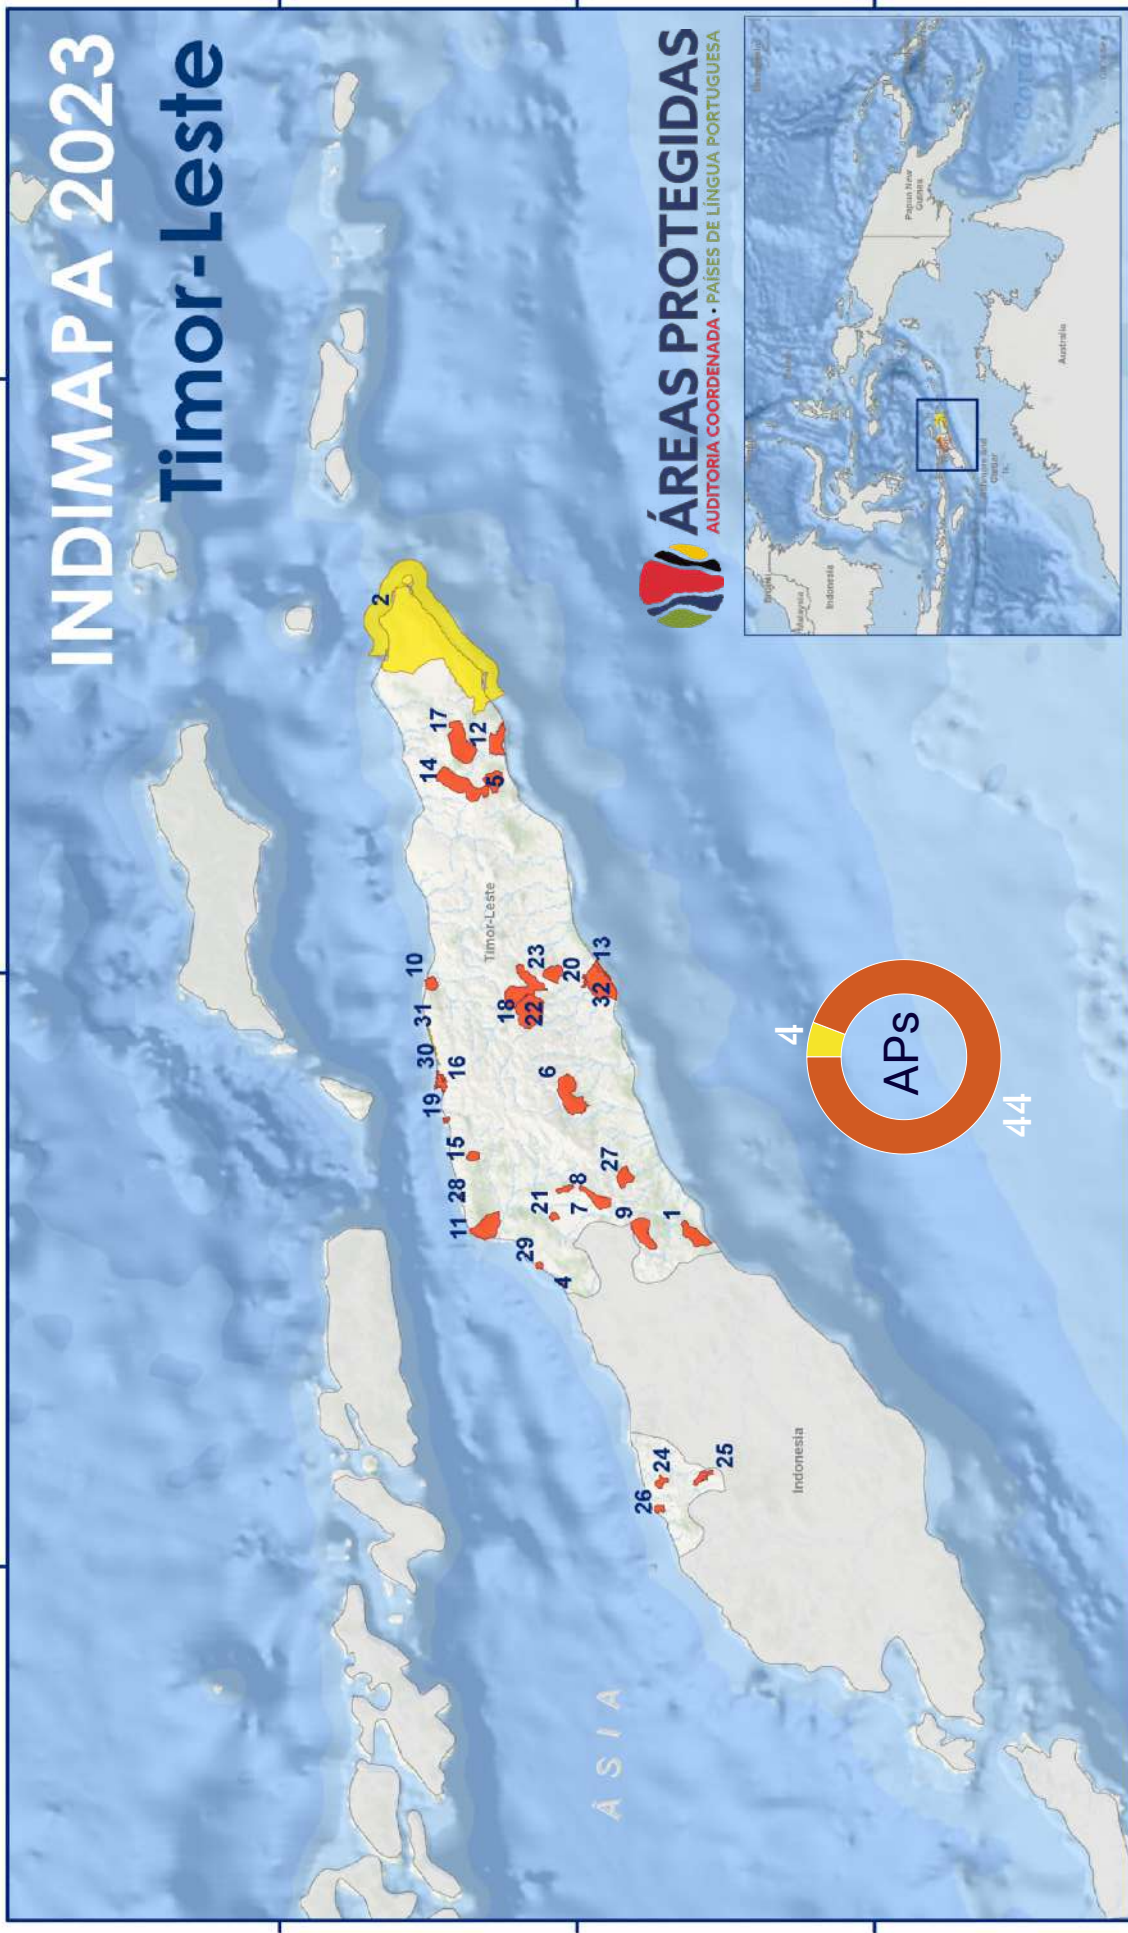 INDIMAPA 2023
Timor-Leste
2
17
14
12
5
10
31
30
16
19
15
28
11
29
4
21
7
8
27
9
1
6
18
22
23
20
32
13
24
26
25
Timor-Leste
Indonesia
ÁSIA
ÁREAS PROTEGIDAS
AUDITORIA COORDENADA • PAÍSES DE LÍNGUA PORTUGUESA
4
APs
44
Brunei
Malaysia
Indonesia
Papua New
Guinea
Australia